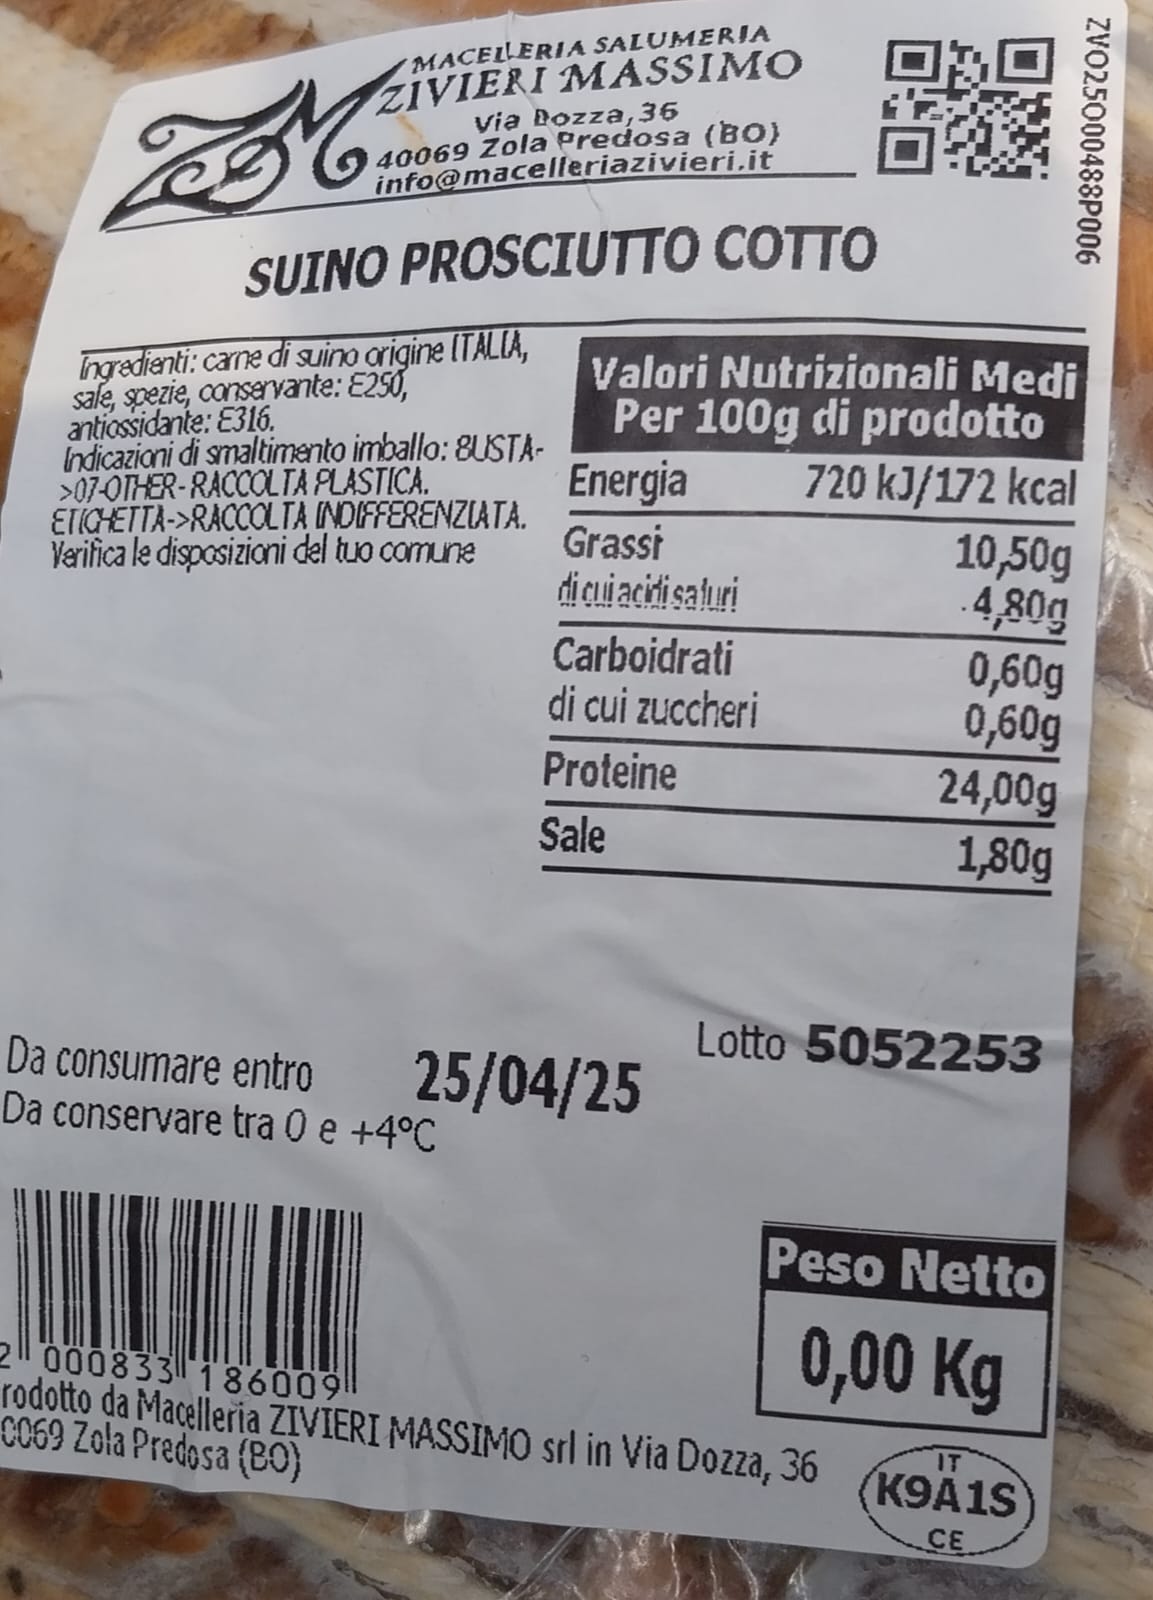 MACELLERIA SALUMERIA
ZIVIERI MASSIMO
Via Dozza, 36
40069 Zola Predosa (BO)
info@macelleriazivieri.it
ZV025000488P006
SUINO PROSCIUTTO COTTO
Ingredienti: carne di suino origine ITALIA,
sale, spezie, conservante: E250,
antiossidante: E316.
Indicazioni di smaltimento imballo: BUSTA-
>07-OTHER-RACCOLTA PLASTICA.
ETICHETTA->RACCOLTA INDIFFERENZIATA.
Verifica le disposizioni del tuo comune
Valori Nutrizionali Medi
Per 100g di prodotto
Energia 720 kJ/172 kcal
Grassi 10,50g
di cui acidi saturi 4,80g
Carboidrati 0,60g
di cui zuccheri 0,60g
Proteine 24,00g
Sale 1,80g
Lotto 5052253
Da consumare entro 25/04/25
Da conservare tra 0 e +4°C
2 000833 186009
Peso Netto
0,00 Kg
rodotto da Macelleria ZIVIERI MASSIMO srl in Via Dozza, 36
0069 Zola Predosa (BO)
IT
K9A1S
CE